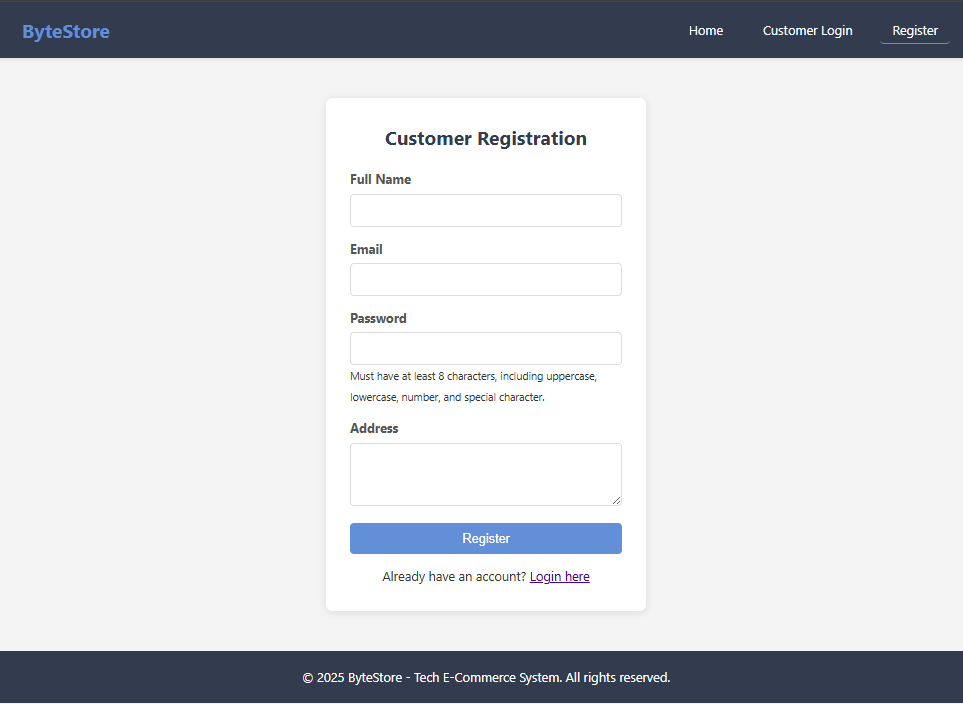 ByteStore
Home
Customer Login
Register
Customer Registration
Full Name
Email
Password
Must have at least 8 characters, including uppercase,
lowercase, number, and special character.
Address
Register
Already have an account? Login here
© 2025 ByteStore - Tech E-Commerce System. All rights reserved.